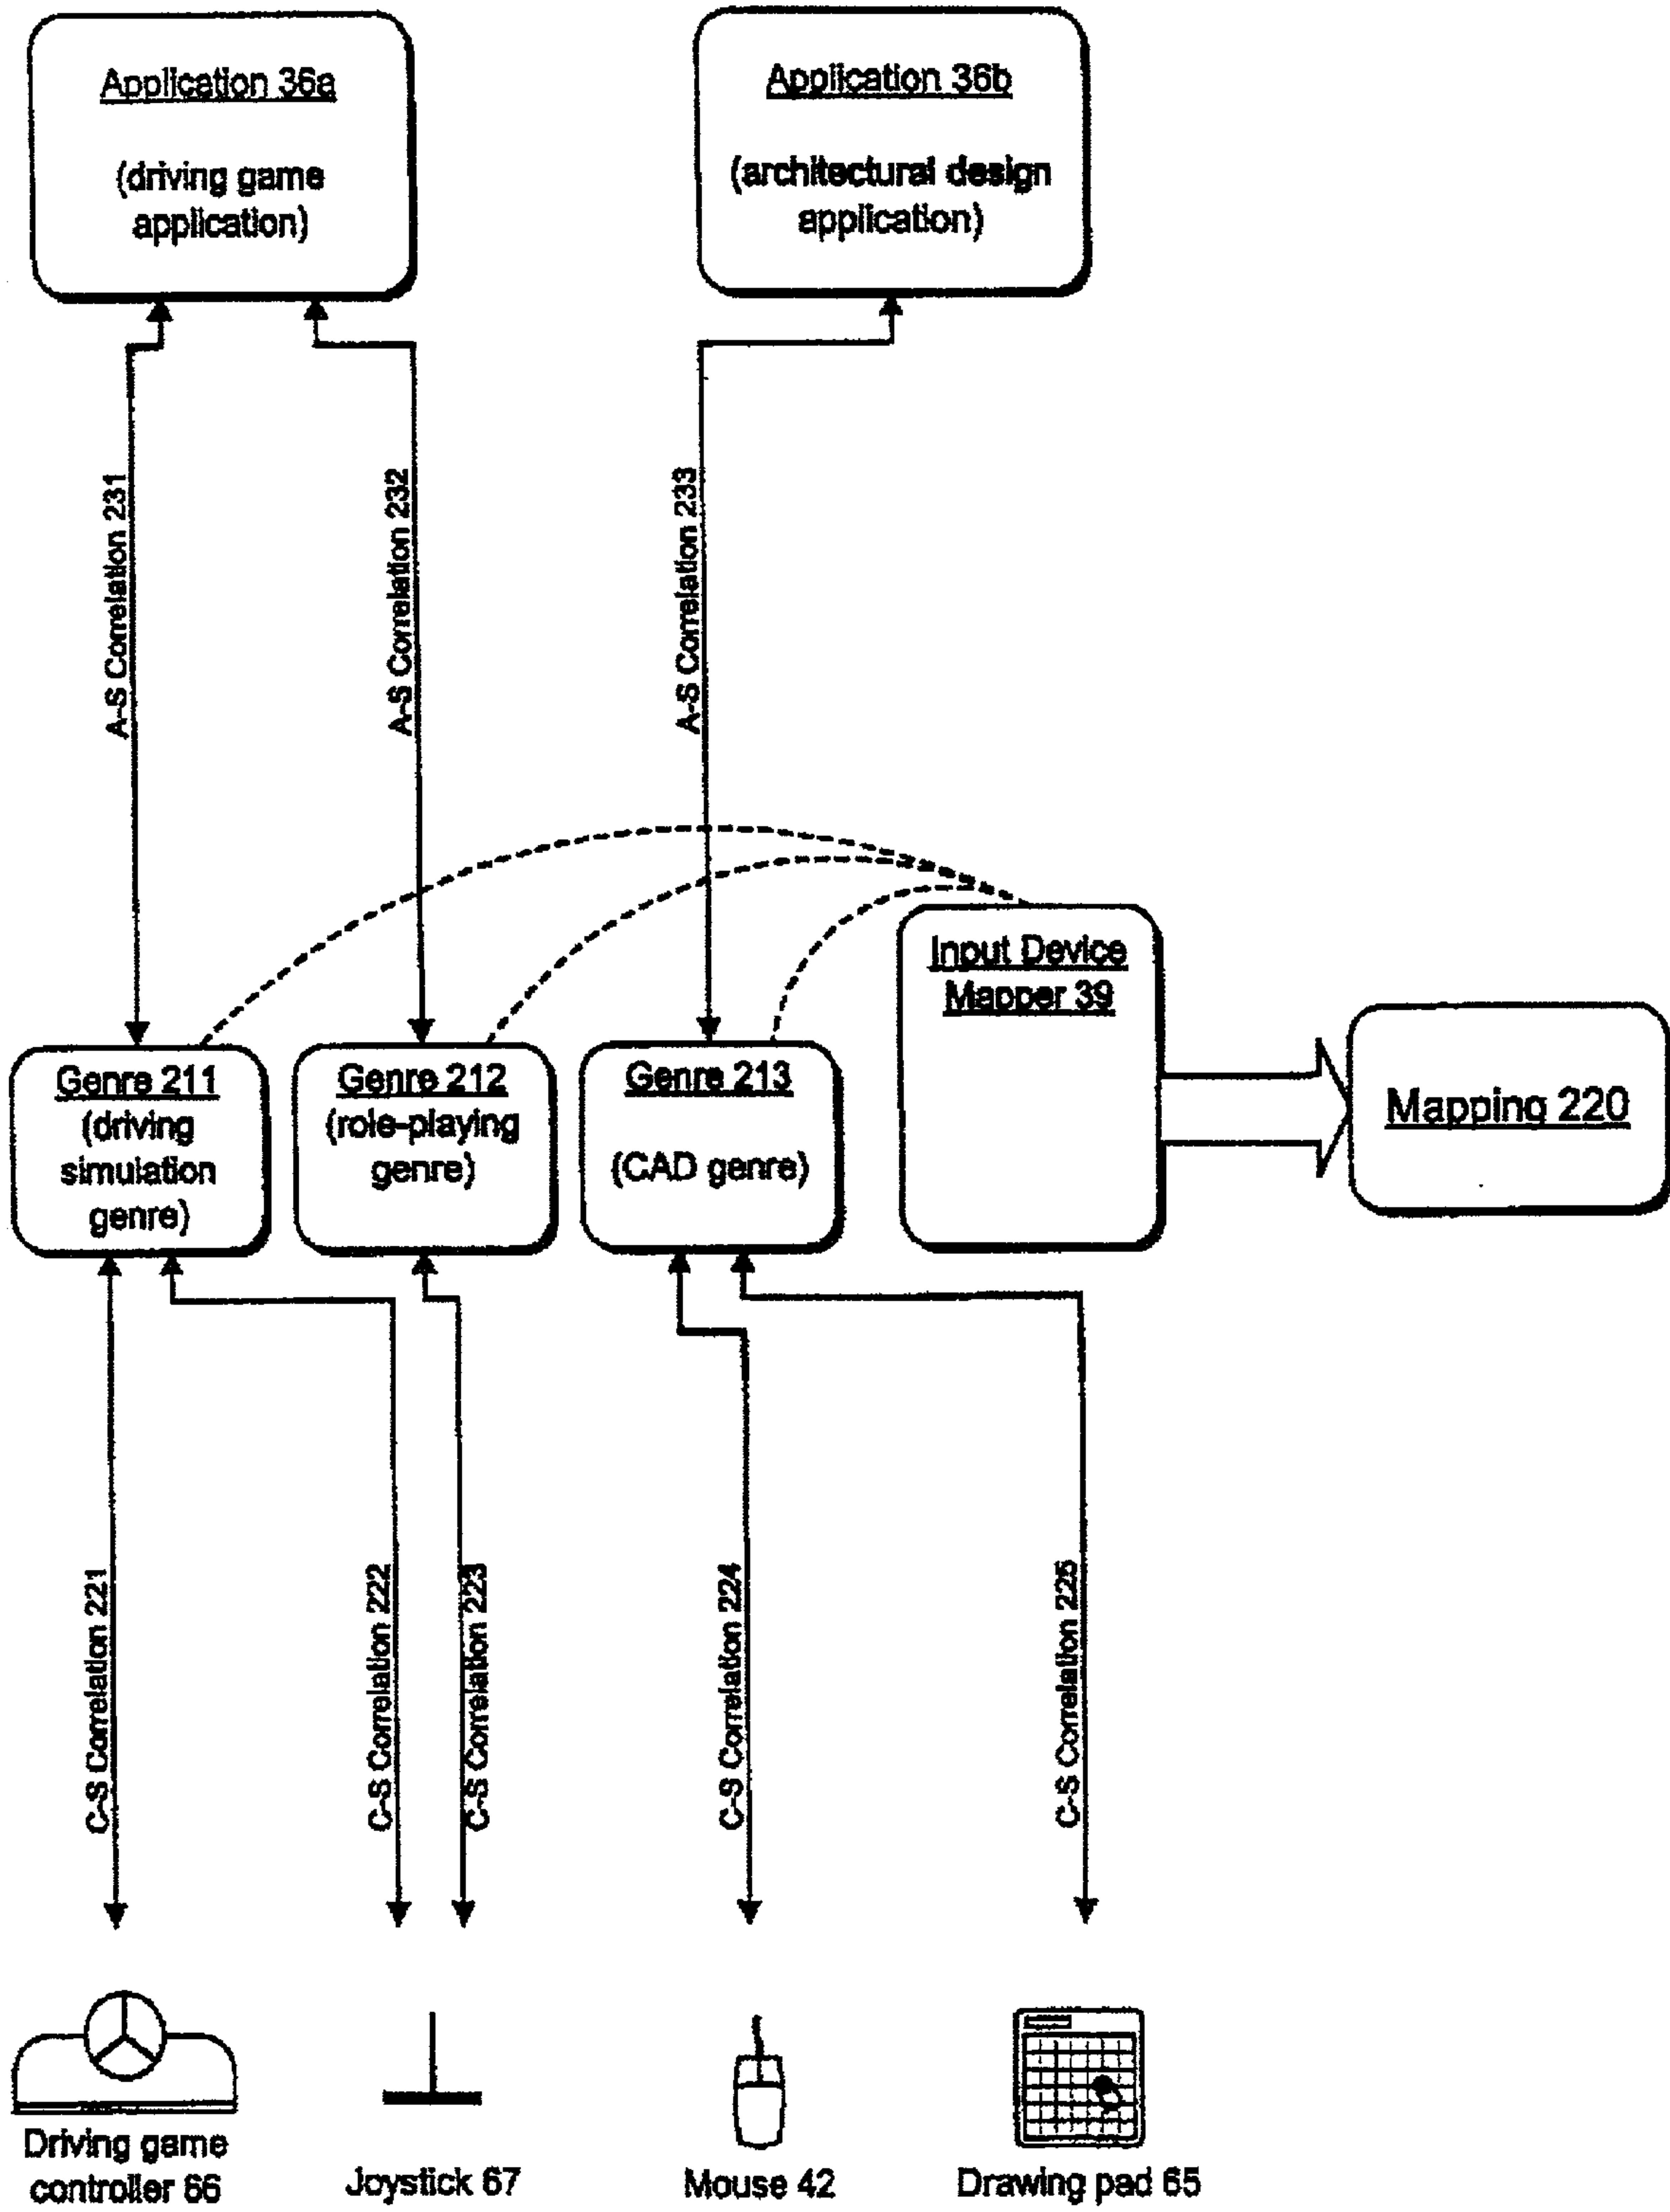 Application 36a
(driving game
application)
Application 36b
(architectural design
application)
A-S Correlation 231
A-S Correlation 232
A-S Correlation 233
Input Device
Mapper 39
Mapping 220
Genre 211
(driving
simulation
genre)
Genre 212
(role-playing
genre)
Genre 213
(CAD genre)
C-S Correlation 221
C-S Correlation 222
C-S Correlation 223
C-S Correlation 224
C-S Correlation 225
Driving game
controller 66
Joystick 67
Mouse 42
Drawing pad 65